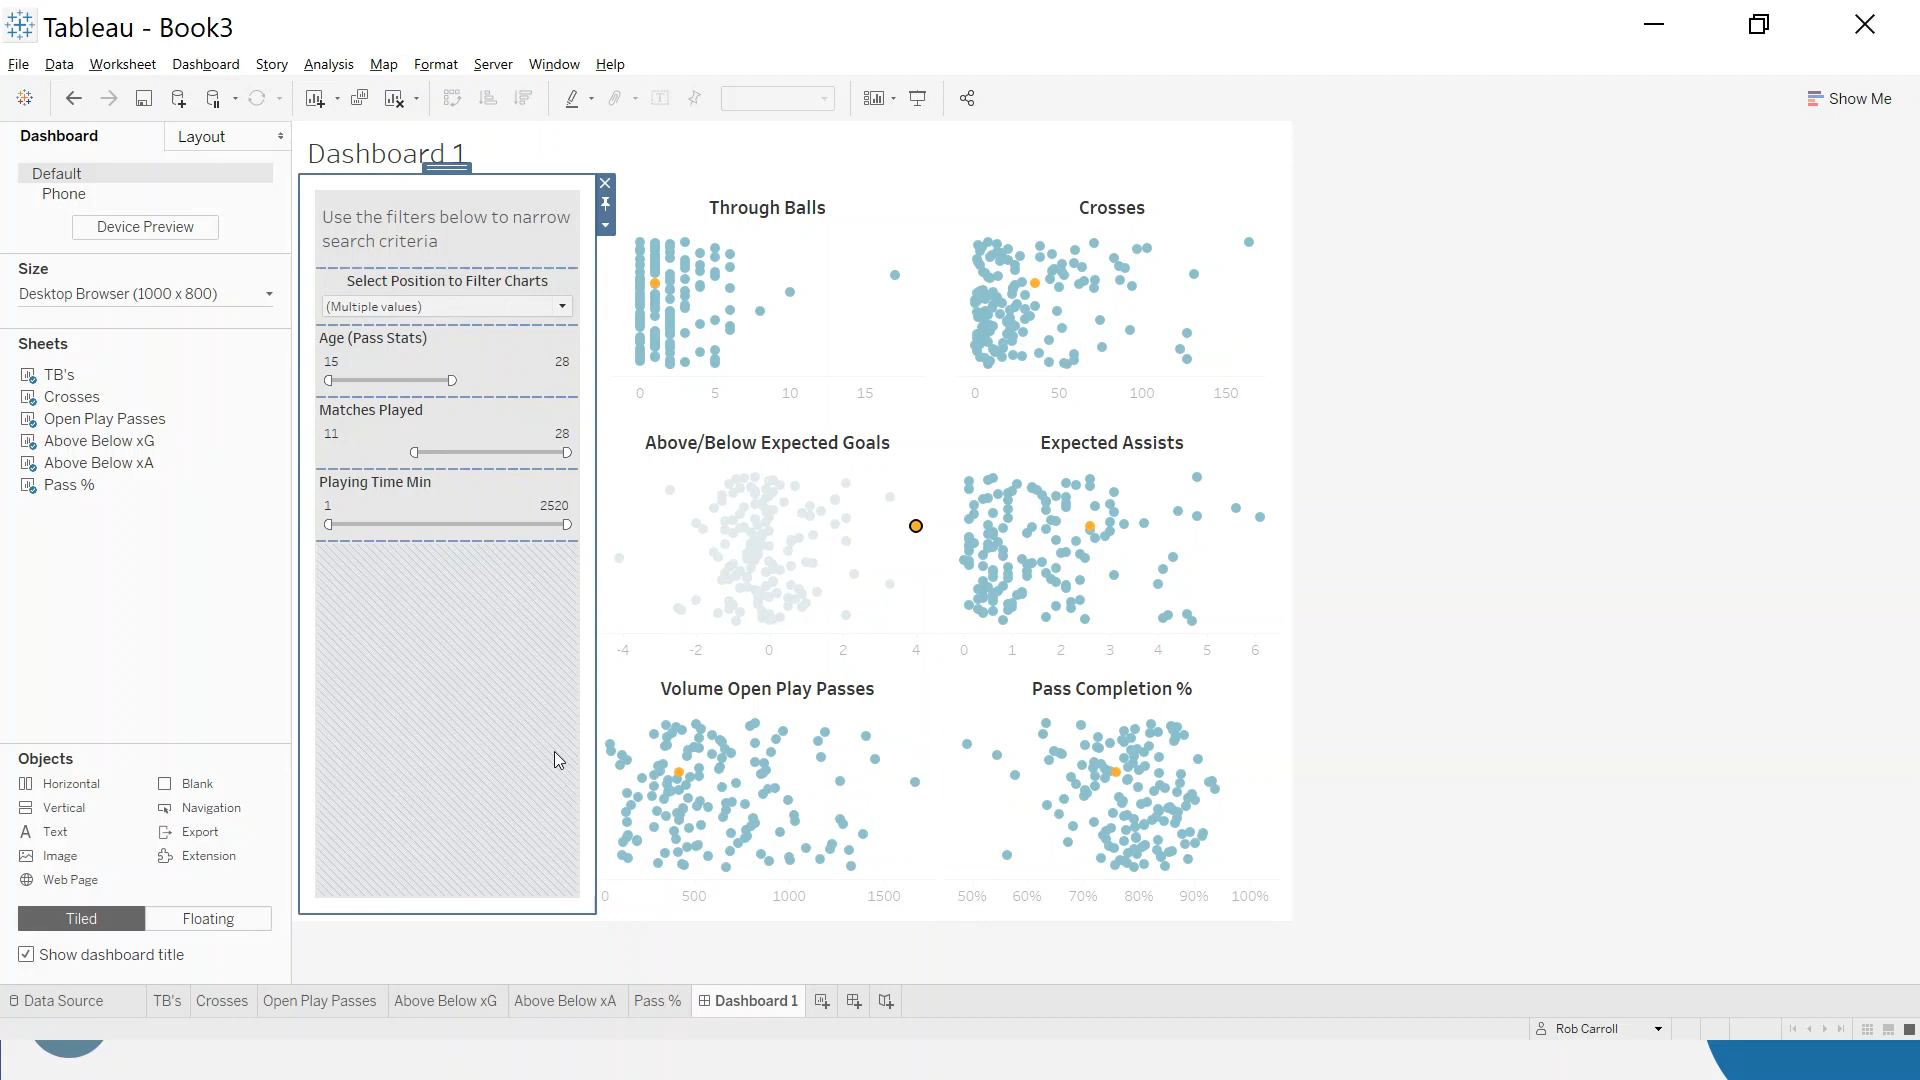 Tableau - Book3
File Data Worksheet Dashboard Story Analysis Map Format Server Window Help
Show Me
Dashboard Layout
Default
Phone
Device Preview
Size
Desktop Browser (1000 x 800)
Sheets
TB's
Crosses
Open Play Passes
Above Below xG
Above Below xA
Pass %
Objects
Horizontal Blank
Vertical Navigation
Text Export
Image Extension
Web Page
Tiled Floating
Show dashboard title
Dashboard 1
Use the filters below to narrow
search criteria
Select Position to Filter Charts
(Multiple values)
Age (Pass Stats)
15 28
Matches Played
11 28
Playing Time Min
1 2520
Through Balls
0 5 10 15
Crosses
0 50 100 150
Above/Below Expected Goals
-4 -2 0 2 4
Expected Assists
0 1 2 3 4 5 6
Volume Open Play Passes
0 500 1000 1500
Pass Completion %
50% 60% 70% 80% 90% 100%
Data Source TB's Crosses Open Play Passes Above Below xG Above Below xA Pass % Dashboard 1
Rob Carroll